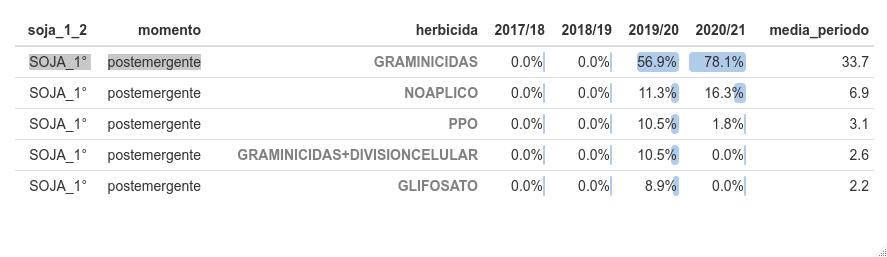 soja_1_2 momento herbicida 2017/18 2018/19 2019/20 2020/21 media_periodo
SOJA_1° postemergente GRAMINICIDAS 0.0% 0.0% 56.9% 78.1% 33.7
SOJA_1° postemergente NOAPLICO 0.0% 0.0% 11.3% 16.3% 6.9
SOJA_1° postemergente PPO 0.0% 0.0% 10.5% 1.8% 3.1
SOJA_1° postemergente GRAMINICIDAS+DIVISIONCELULAR 0.0% 0.0% 10.5% 0.0% 2.6
SOJA_1° postemergente GLIFOSATO 0.0% 0.0% 8.9% 0.0% 2.2